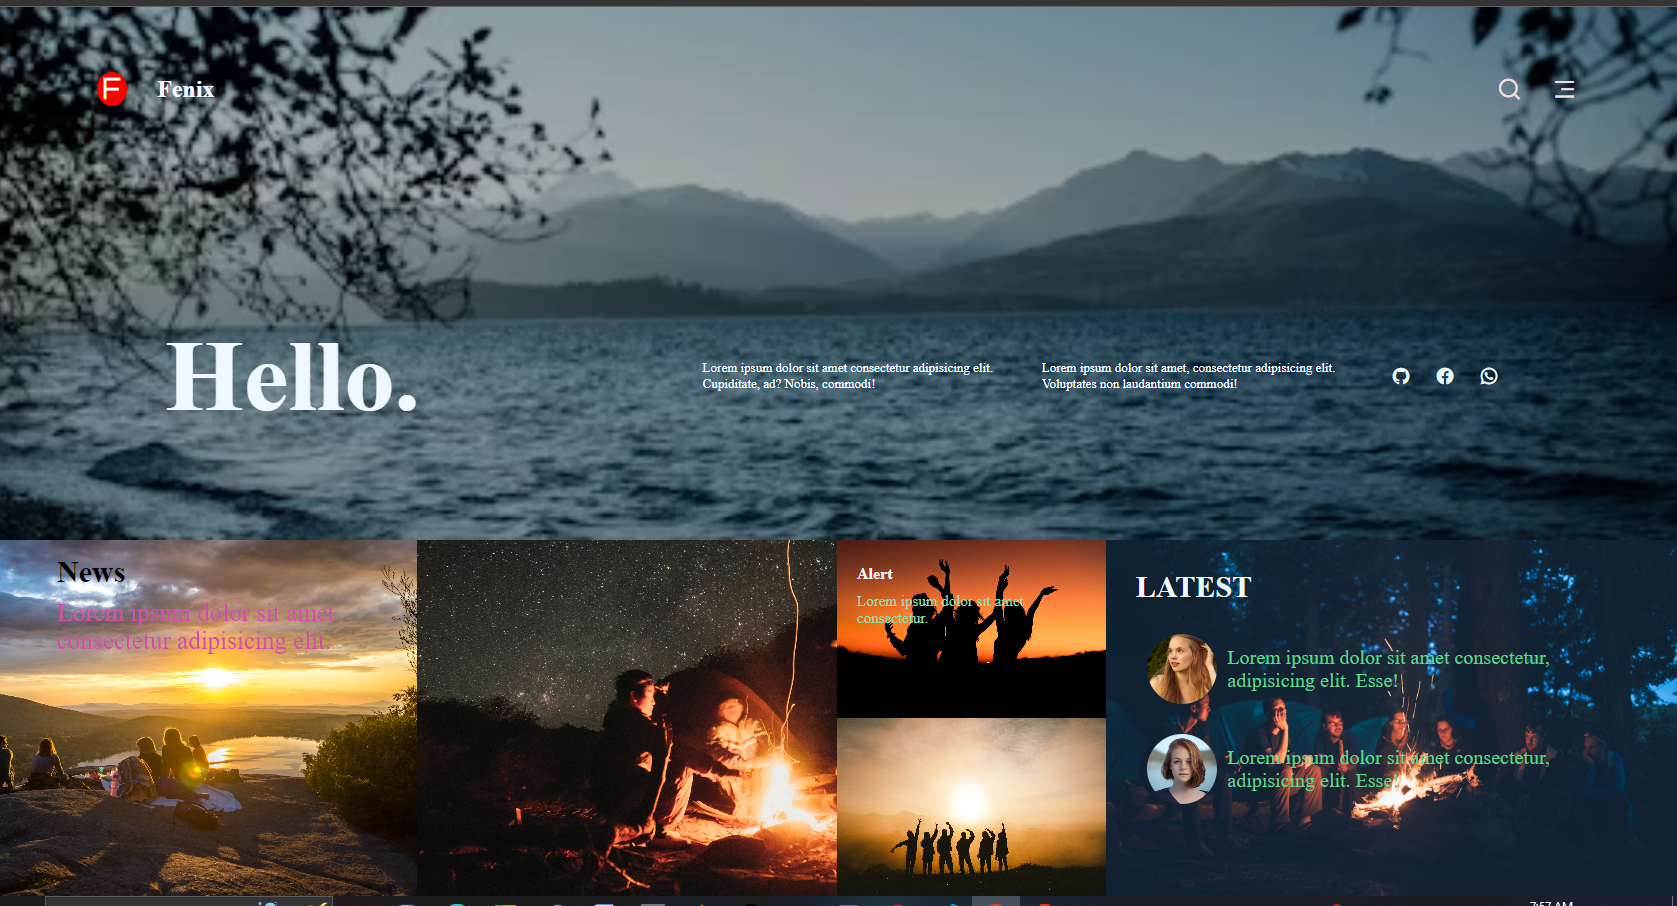 F
Fenix
Hello.
Lorem ipsum dolor sit amet consectetur adipisicing elit.
Cupiditate, ad? Nobis, commodi!
Lorem ipsum dolor sit amet, consectetur adipisicing elit.
Voluptates non laudantium commodi!
News
Lorem ipsum dolor sit amet
consectetur adipisicing elit.
Alert
Lorem ipsum dolor sit amet
consectetur.
LATEST
Lorem ipsum dolor sit amet consectetur,
adipisicing elit. Esse!
Lorem ipsum dolor sit amet consectetur,
adipisicing elit. Esse!
7:57 AM